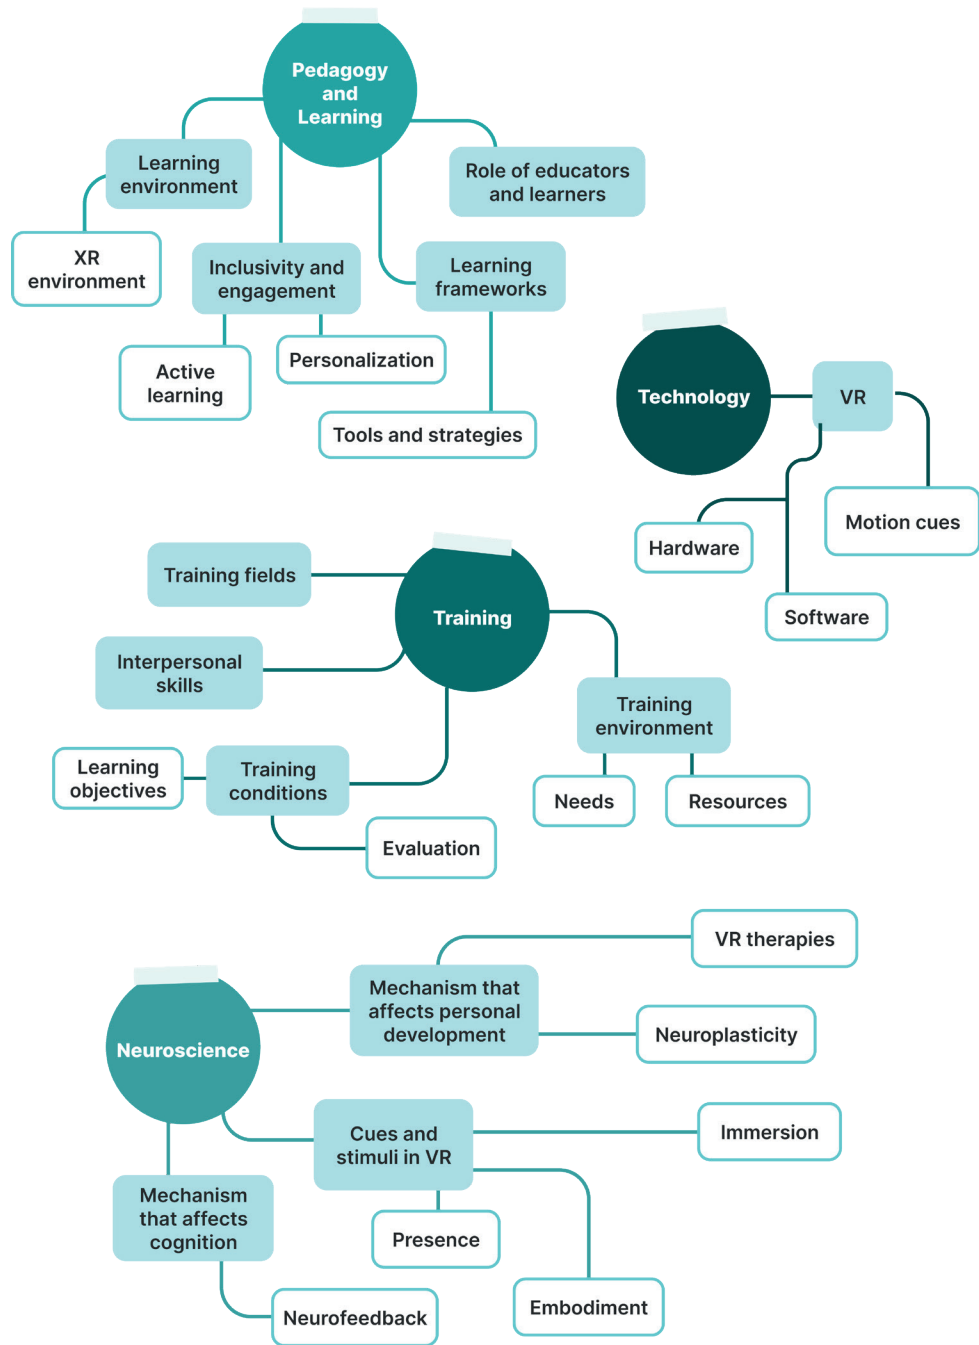 Pedagogy
and
Learning
Learning
environment
Role of educators
and learners
XR
environment
Inclusivity and
engagement
Learning
frameworks
Active
learning
Personalization
Tools and strategies
Technology
VR
Hardware
Motion cues
Software
Training fields
Training
Interpersonal
skills
Training
environment
Learning
objectives
Training
conditions
Needs
Resources
Evaluation
VR therapies
Mechanism that
affects personal
development
Neuroscience
Neuroplasticity
Cues and
stimuli in VR
Immersion
Mechanism
that affects
cognition
Presence
Embodiment
Neurofeedback